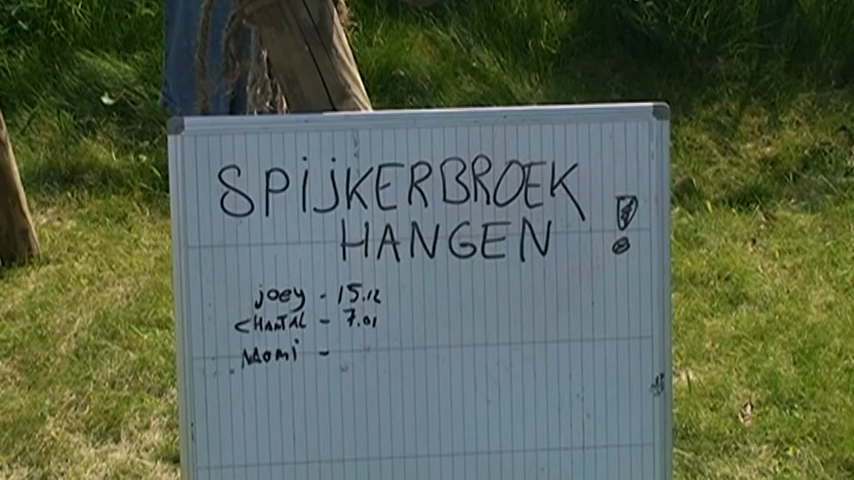 SPIJKERBROEK
HANGEN!
joey - 15.12
CHANTAL - 7.01
NAOMI -